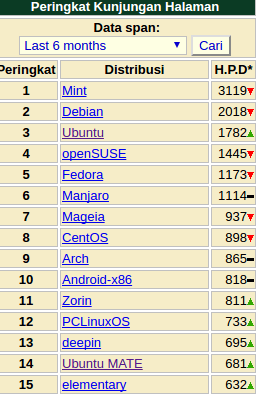 Peringkat Kunjungan Halaman
Data span:
Last 6 months Cari
Peringkat Distribusi H.P.D*
1 Mint 3119
2 Debian 2018
3 Ubuntu 1782
4 openSUSE 1445
5 Fedora 1173
6 Manjaro 1114
7 Mageia 937
8 CentOS 898
9 Arch 865
10 Android-x86 818
11 Zorin 811
12 PCLinuxOS 733
13 deepin 695
14 Ubuntu MATE 681
15 elementary 632